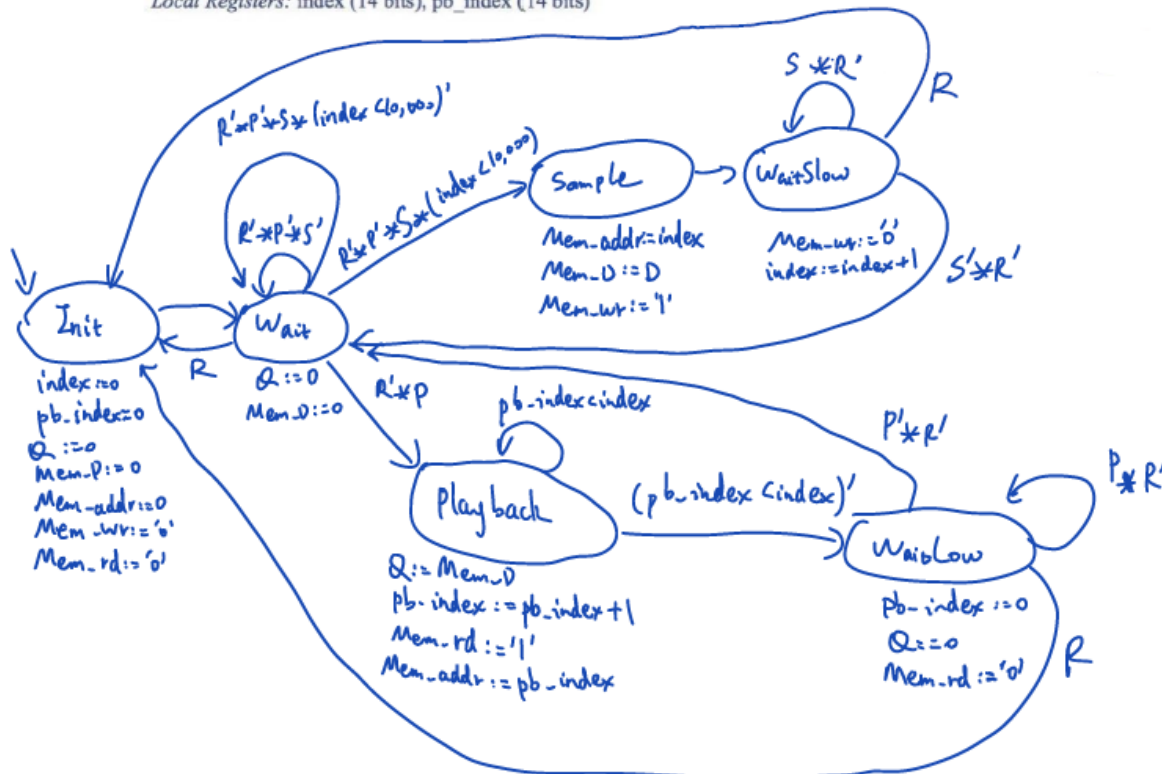 Local Registers: index (14 bits), pb_index (14 bits)
S*R'
R
R'*P'*S*(index<10,000)'
R'*P'*S*(index<10,000)
R'*P'*S'
Sample
WaitSlow
Mem_addr:=index
Mem_D:=D
Mem_wr:='1'
Mem_wr:='0'
index:=index+1
S'*R'
Init
Wait
R
index:=0
pb_index=0
Q:=0
Mem_D:=0
Mem_addr:=0
Mem_wr:='0'
Mem_rd:='0'
Q:=0
Mem_D:=0
R'*P
pb_index<index
Playback
(pb_index<index)'
P'*R'
P*R'
WaitLow
Q:=Mem_D
pb_index:=pb_index+1
Mem_rd:='1'
Mem_addr:=pb_index
pb_index:=0
Q:=0
Mem_rd:='0'
R